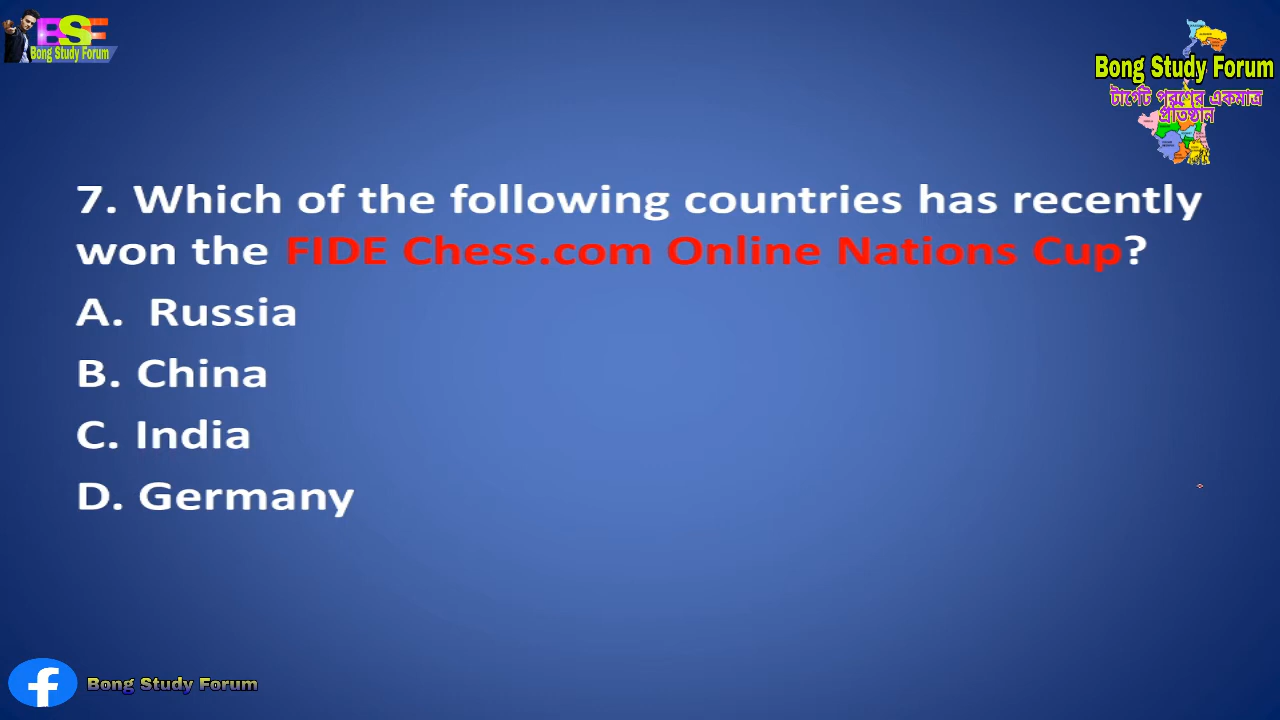 BSF
Bong Study Forum
Bong Study Forum
টার্গেট পূরণের একমাত্র
প্রতিষ্ঠান
7. Which of the following countries has recently
won the FIDE Chess.com Online Nations Cup?
A. Russia
B. China
C. India
D. Germany
Bong Study Forum